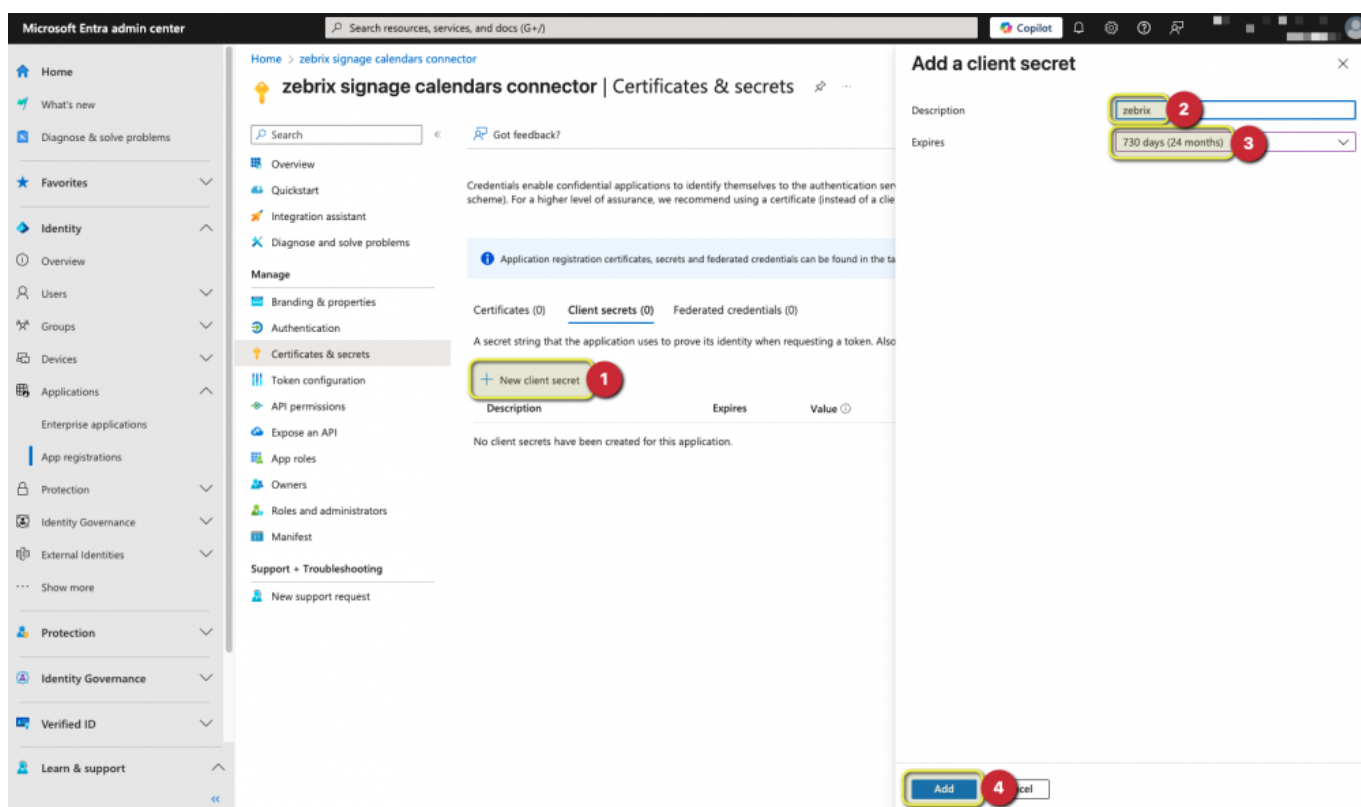 Microsoft Entra admin center
Search resources, services, and docs (G+/)
Copilot
Home
What's new
Diagnose & solve problems
Favorites
Identity
Overview
Users
Groups
Devices
Applications
Enterprise applications
App registrations
Protection
Identity Governance
External Identities
Show more
Protection
Identity Governance
Verified ID
Learn & support
Home > zebrix signage calendars connector
zebrix signage calendars connector | Certificates & secrets
Search
Overview
Quickstart
Integration assistant
Diagnose and solve problems
Manage
Branding & properties
Authentication
Certificates & secrets
Token configuration
API permissions
Expose an API
App roles
Owners
Roles and administrators
Manifest
Support + Troubleshooting
New support request
Got feedback?
Credentials enable confidential applications to identify themselves to the authentication ser
scheme). For a higher level of assurance, we recommend using a certificate (instead of a clie
Application registration certificates, secrets and federated credentials can be found in the ta
Certificates (0) Client secrets (0) Federated credentials (0)
A secret string that the application uses to prove its identity when requesting a token. Also
+ New client secret 1
Description Expires Value
No client secrets have been created for this application.
Add a client secret
Description zebrix 2
Expires 730 days (24 months) 3
Add 4 cel